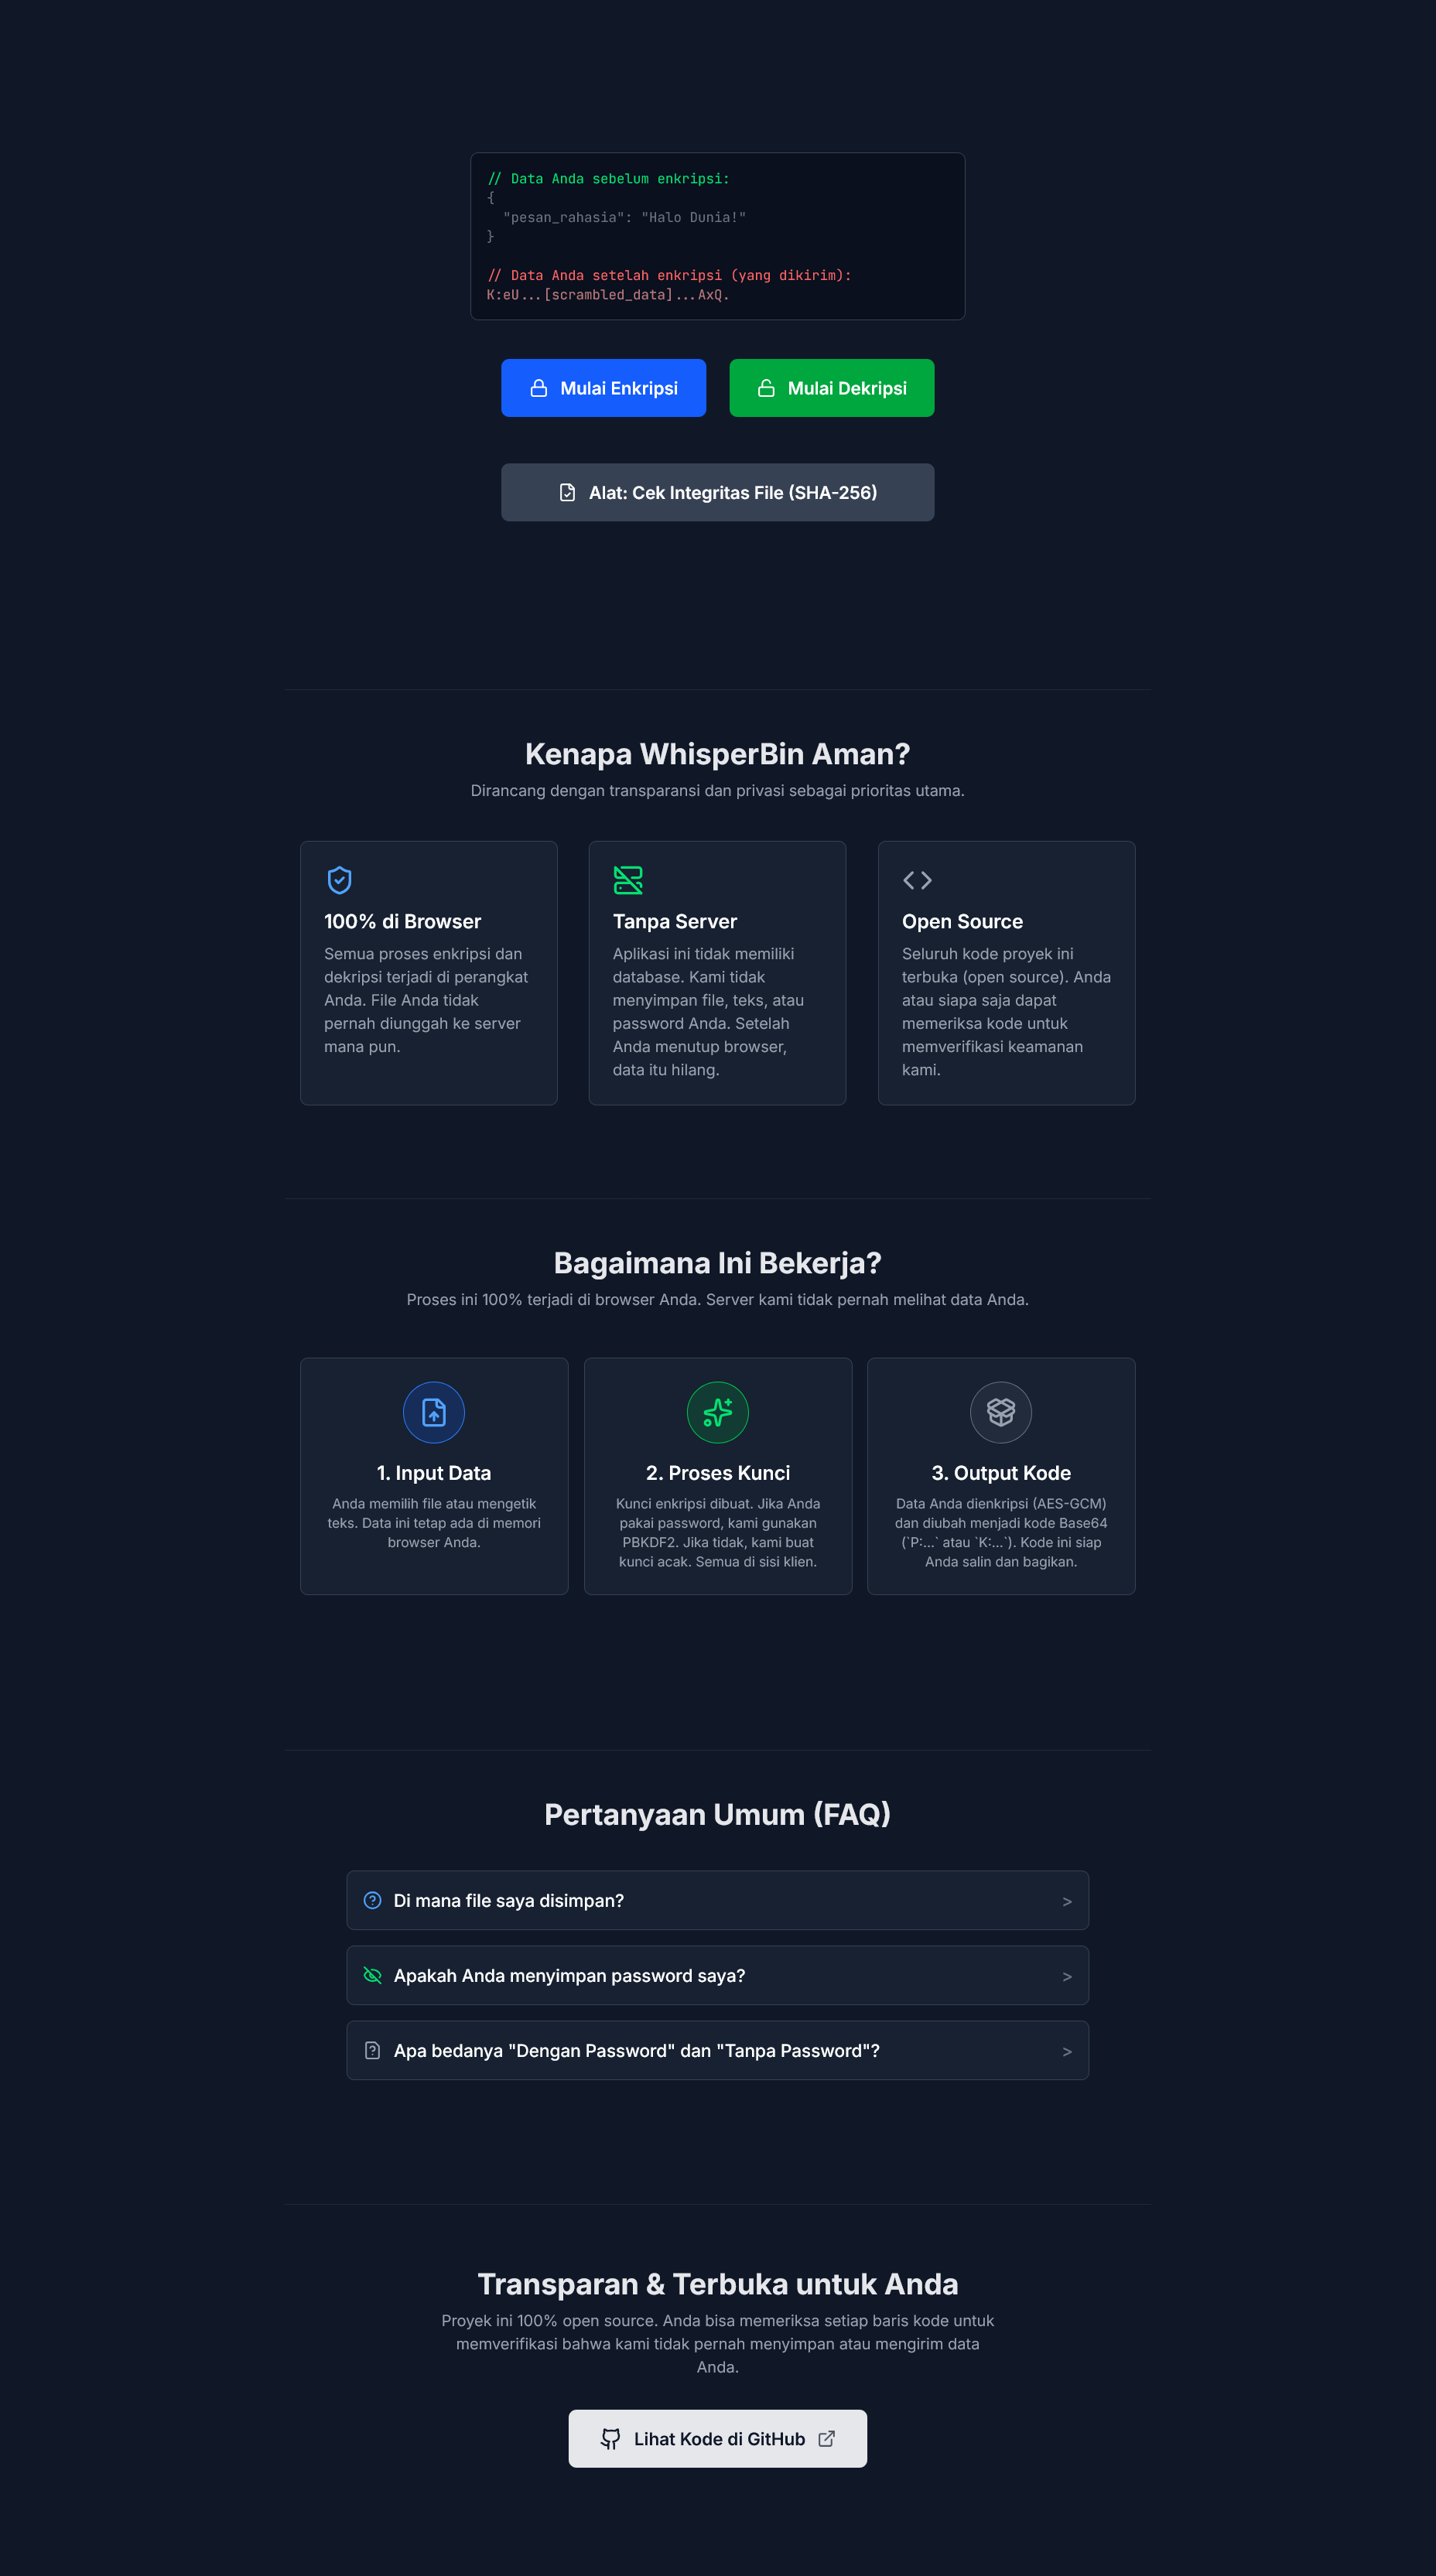 // Data Anda sebelum enkripsi:
{
"pesan_rahasia": "Halo Dunia!"
}
// Data Anda setelah enkripsi (yang dikirim):
K:eU...[scrambled_data]...AxQ.
Mulai Enkripsi
Mulai Dekripsi
Alat: Cek Integritas File (SHA-256)
Kenapa WhisperBin Aman?
Dirancang dengan transparansi dan privasi sebagai prioritas utama.
100% di Browser
Semua proses enkripsi dan
dekripsi terjadi di perangkat
Anda. File Anda tidak
pernah diunggah ke server
mana pun.
Tanpa Server
Aplikasi ini tidak memiliki
database. Kami tidak
menyimpan file, teks, atau
password Anda. Setelah
Anda menutup browser,
data itu hilang.
Open Source
Seluruh kode proyek ini
terbuka (open source). Anda
atau siapa saja dapat
memeriksa kode untuk
memverifikasi keamanan
kami.
Bagaimana Ini Bekerja?
Proses ini 100% terjadi di browser Anda. Server kami tidak pernah melihat data Anda.
1. Input Data
Anda memilih file atau mengetik
teks. Data ini tetap ada di memori
browser Anda.
2. Proses Kunci
Kunci enkripsi dibuat. Jika Anda
pakai password, kami gunakan
PBKDF2. Jika tidak, kami buat
kunci acak. Semua di sisi klien.
3. Output Kode
Data Anda dienkripsi (AES-GCM)
dan diubah menjadi kode Base64
(`P:...` atau `K:...`). Kode ini siap
Anda salin dan bagikan.
Pertanyaan Umum (FAQ)
Di mana file saya disimpan? >
Apakah Anda menyimpan password saya? >
Apa bedanya "Dengan Password" dan "Tanpa Password"? >
Transparan & Terbuka untuk Anda
Proyek ini 100% open source. Anda bisa memeriksa setiap baris kode untuk
memverifikasi bahwa kami tidak pernah menyimpan atau mengirim data
Anda.
Lihat Kode di GitHub